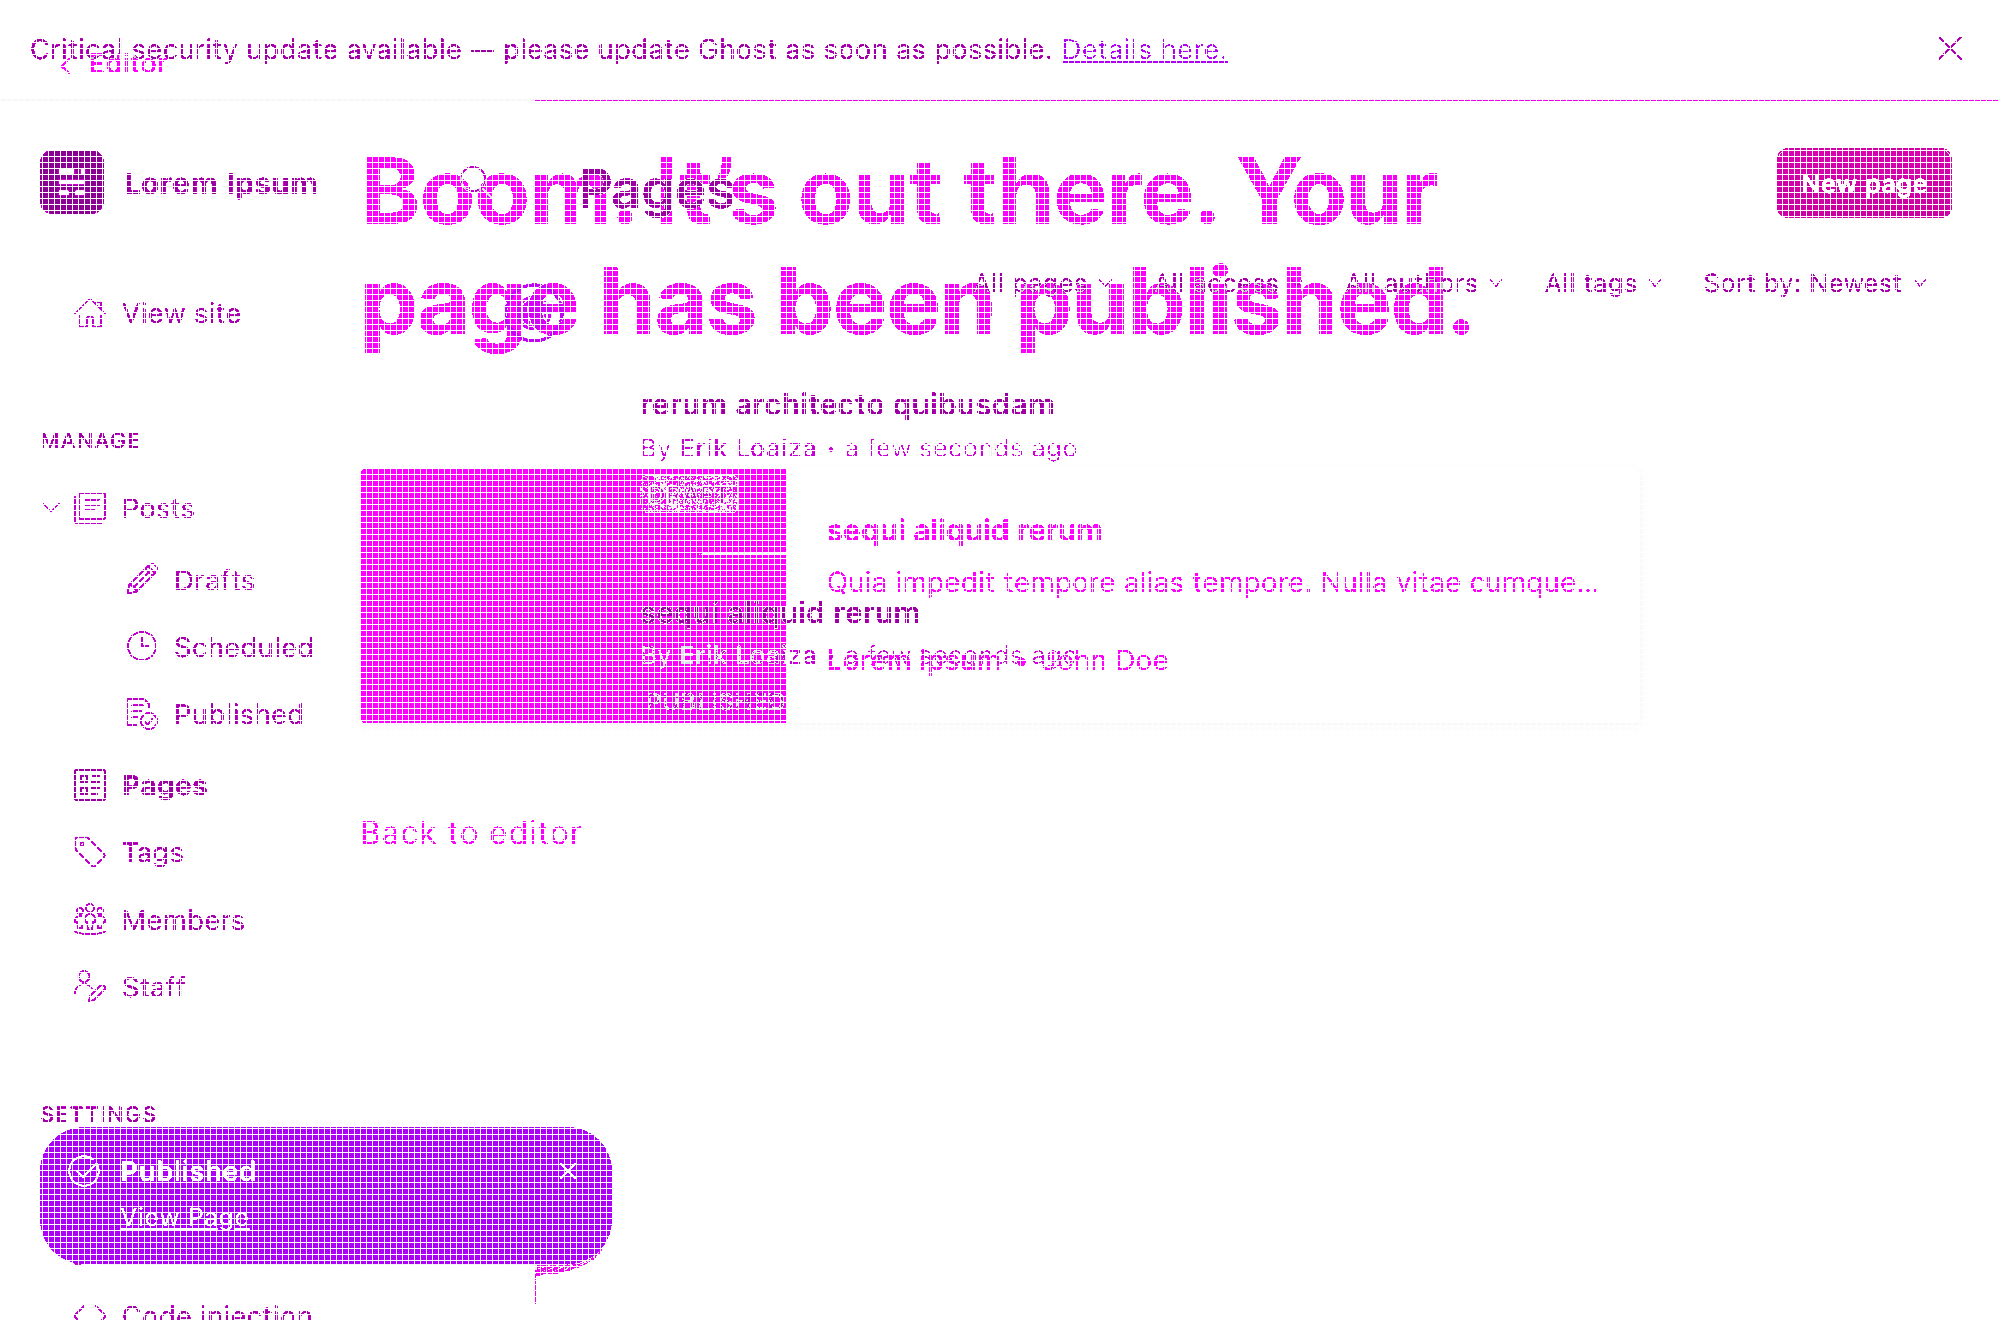 Critical security update available — please update Ghost as soon as possible. Details here.
Editor
Lorem Ipsum
Boom. It's out there. Your
page has been published.
Pages
New page
All pages
All access
All authors
All tags
Sort by: Newest
View site
rerum architecto quibusdam
By Erik Loaiza • a few seconds ago
DRAFT
MANAGE
Posts
Drafts
Scheduled
Published
Pages
Tags
Members
Staff
sequi aliquid rerum
Quia impedit tempore alias tempore. Nulla vitae cumque...
Lorem Ipsum • John Doe
sequi aliquid rerum
By Erik Loaiza • a few seconds ago
PUBLISHED
Back to editor
SETTINGS
Published
View Page
Code injection